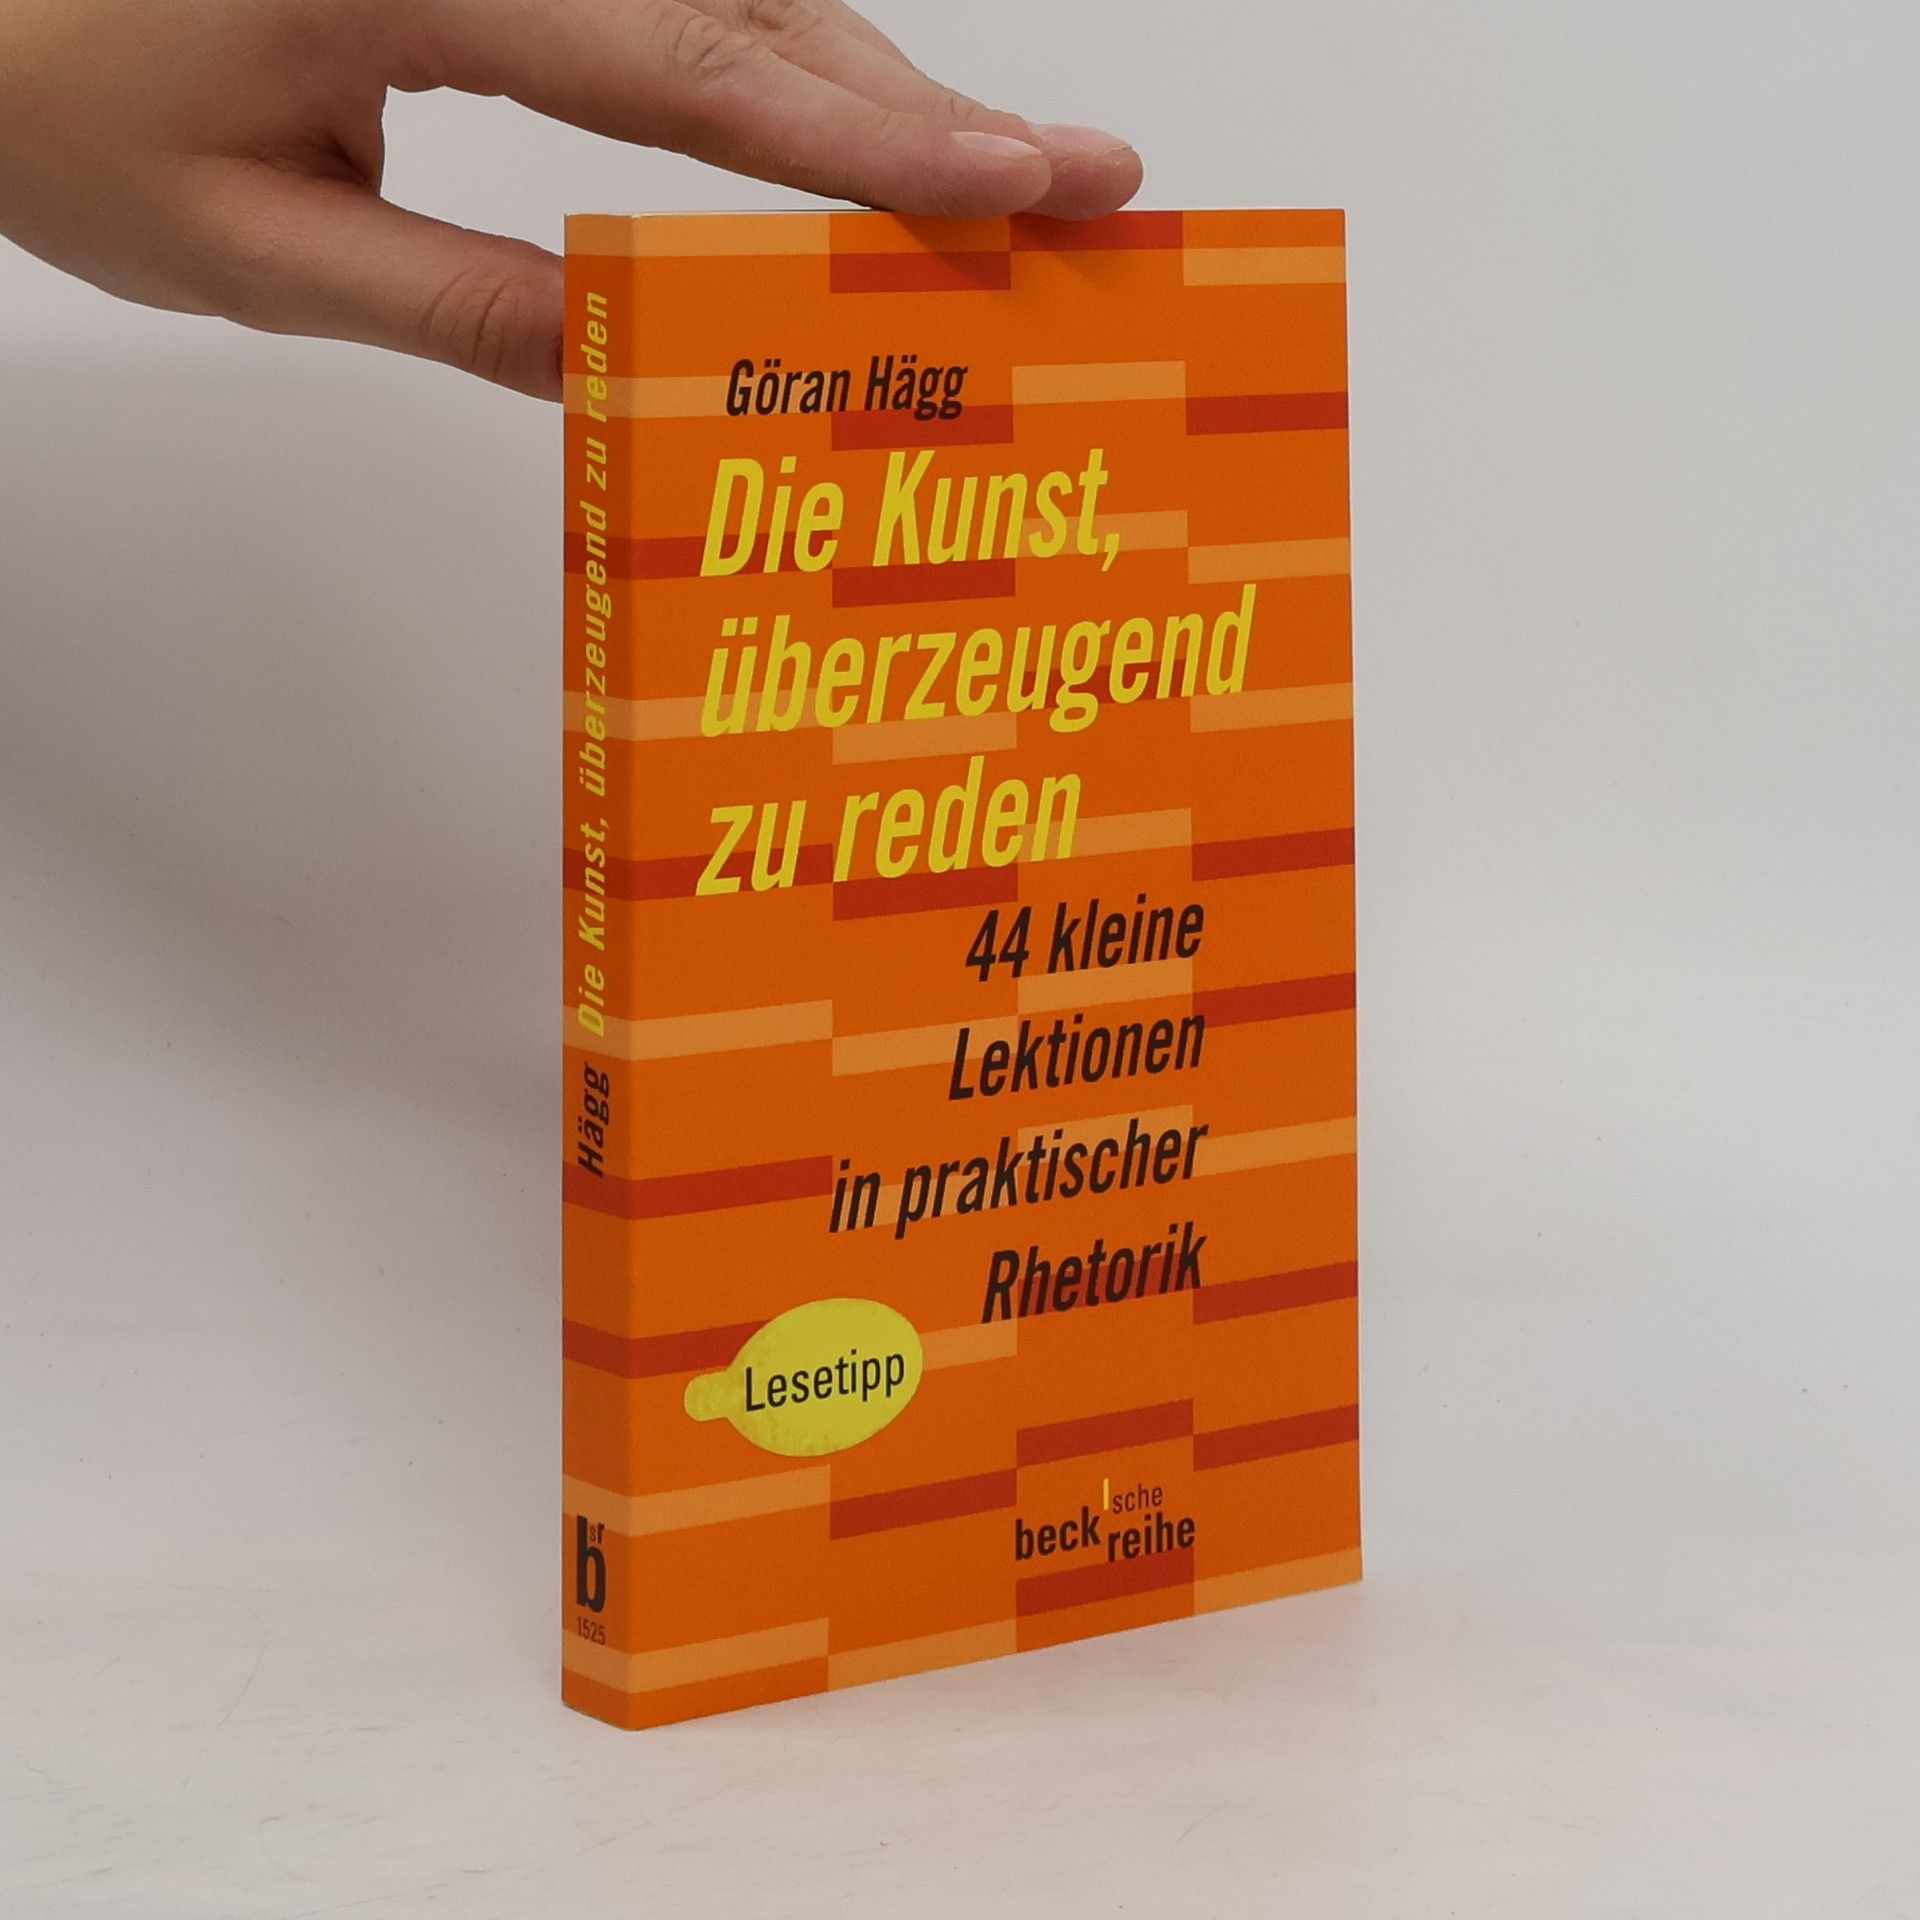 Göran Hägg
Die Kunst,
überzeugend
zu reden
44 kleine
Lektionen
in praktischer
Rhetorik
Lesetipp
beck'sche
reihe
Hägg Die Kunst, überzeugend zu reden
bsr
1525